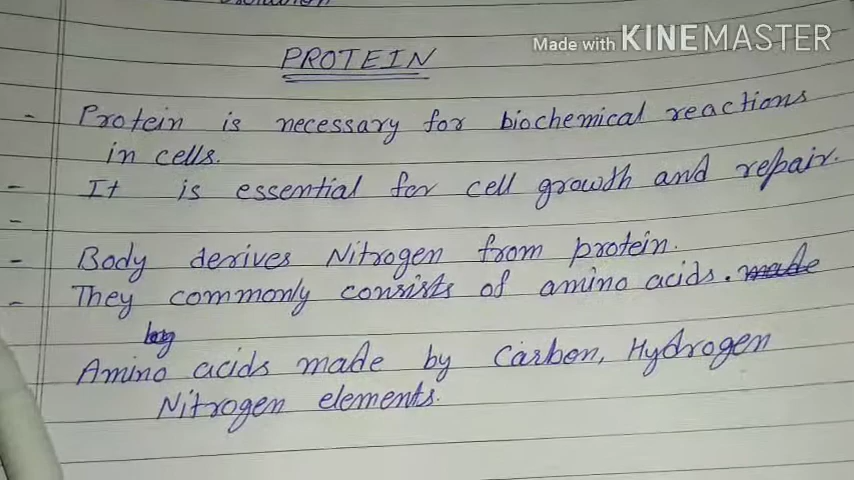 Made with KINEMASTER
PROTEIN
- Protein is necessary for biochemical reactions
in cells.
- It is essential for cell growth and repair.
-
- Body derives Nitrogen from protein.
- They commonly consists of amino acids. made
by
Amino acids made by Carbon, Hydrogen
Nitrogen elements.